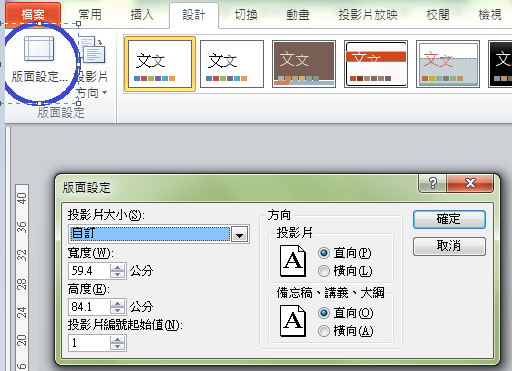 檔案 常用 插入 設計 切換 動畫 投影片放映 校閱 檢視
版面設定... 投影片方向
文文 文文 文文 文文 文文 文
版面設定
版面設定
投影片大小(S):
自訂
寬度(W):
59.4 公分
高度(E):
84.1 公分
投影片編號起始值(N):
1
方向
投影片
A 直向(P)
橫向(L)
備忘稿、講義、大綱
A 直向(O)
橫向(A)
確定
取消
40
36
32
28
24
20
16